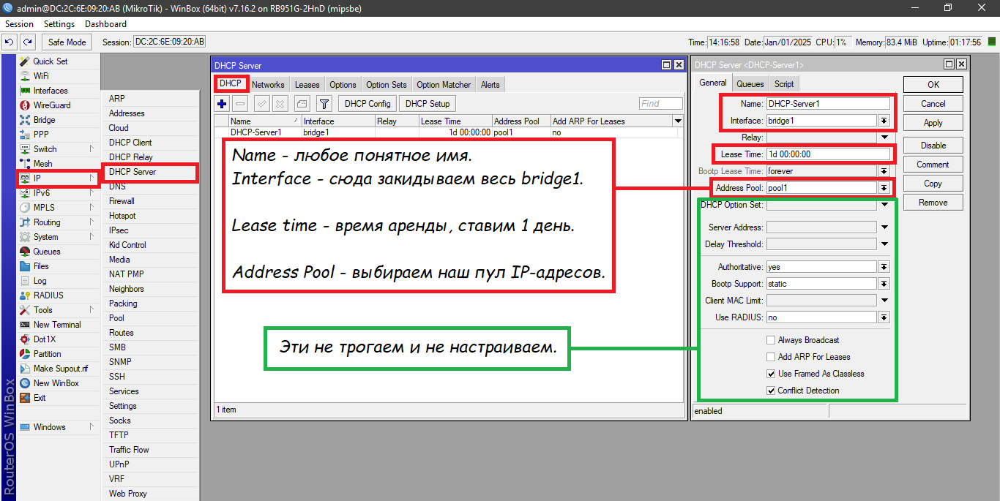 admin@DC:2C:6E:09:20:AB (MikroTik) - WinBox (64bit) v7.16.2 on RB951G-2HnD (mipsbe)
Session Settings Dashboard
Safe Mode Session: DC:2C:6E:09:20:AB Time: 14:16:58 Date: Jan/01/2025 CPU: 1% Memory: 83.4 MiB Uptime: 01:17:56
RouterOS WinBox
Quick Set
WiFi
Interfaces
WireGuard
Bridge
PPP
Switch
Mesh
IP
IPv6
MPLS
Routing
System
Queues
Files
Log
RADIUS
Tools
New Terminal
Dot1X
Partition
Make Supout.rif
New WinBox
Exit
Windows
ARP
Addresses
Cloud
DHCP Client
DHCP Relay
DHCP Server
DNS
Firewall
Hotspot
IPsec
Kid Control
Media
NAT PMP
Neighbors
Packing
Pool
Routes
SMB
SNMP
SSH
Services
Settings
Socks
TFTP
Traffic Flow
UPnP
VRF
Web Proxy
DHCP Server
DHCP Networks Leases Options Option Sets Option Matcher Alerts
DHCP Config DHCP Setup Find
Name Interface Relay Lease Time Address Pool Add ARP For Leases
DHCP-Server1 bridge1 1d 00:00:00 pool1 no
Name - любое понятное имя.
Interface - сюда закидываем весь bridge1.
Lease time - время аренды, ставим 1 день.
Address Pool - выбираем наш пул IP-адресов.
Эти не трогаем и не настраиваем.
1 item
DHCP Server <DHCP-Server1>
General Queues Script
Name: DHCP-Server1
Interface: bridge1
Relay:
Lease Time: 1d 00:00:00
Bootp Lease Time: forever
Address Pool: pool1
DHCP Option Set:
Server Address:
Delay Threshold:
Authoritative: yes
Bootp Support: static
Client MAC Limit:
Use RADIUS: no
Always Broadcast
Add ARP For Leases
Use Framed As Classless
Conflict Detection
enabled
OK
Cancel
Apply
Disable
Comment
Copy
Remove